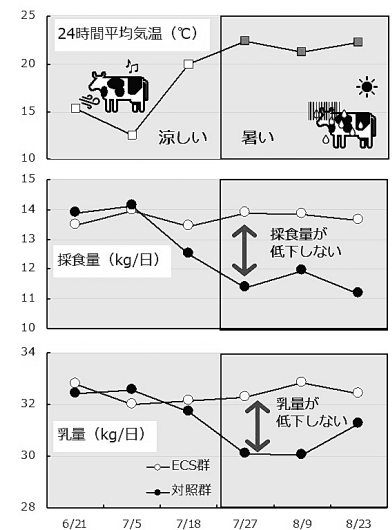 25
24時間平均気温（℃）
20
15
涼しい 暑い
10
15
14
13
採食量が
低下しない
採食量（kg/日）
12
11
10
34
32
乳量が
低下しない
乳量（kg/日）
30
ECS群
対照群
28
6/21 7/5 7/18 7/27 8/9 8/23